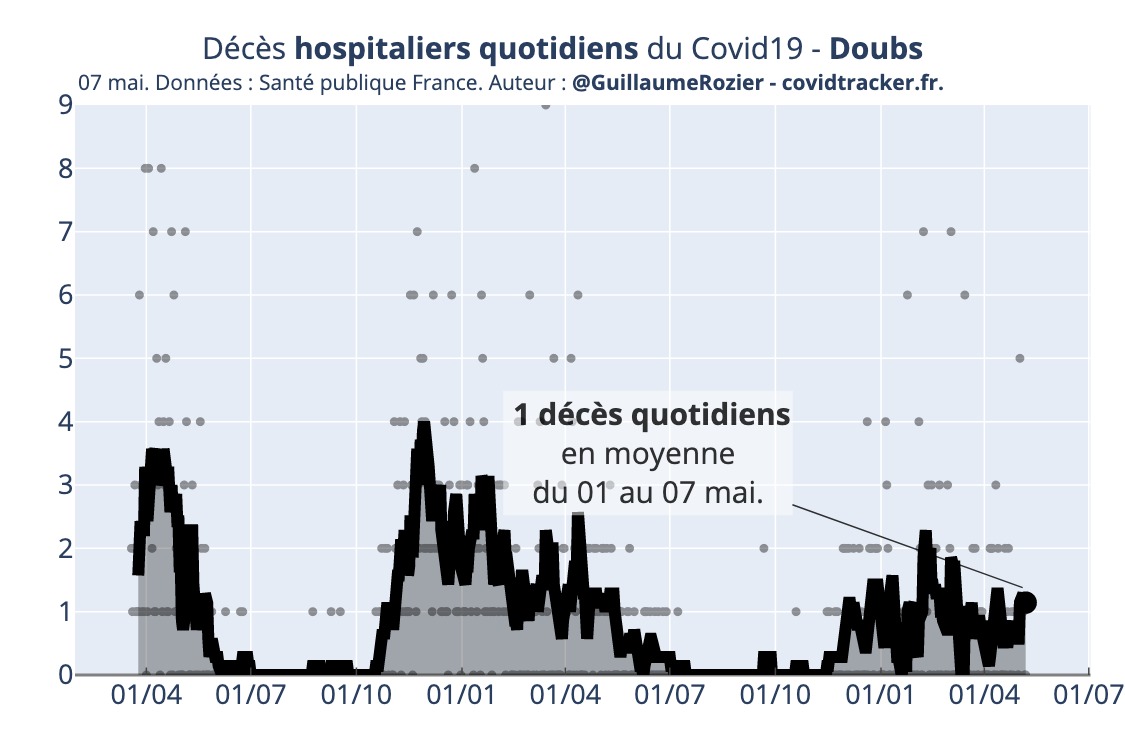 Décès hospitaliers quotidiens du Covid19 - Doubs
07 mai. Données : Santé publique France. Auteur : @GuillaumeRozier - covidtracker.fr.
9
8
7
6
5
4
3
2
1
0
1 décès quotidiens
en moyenne
du 01 au 07 mai.
01/04 01/07 01/10 01/01 01/04 01/07 01/10 01/01 01/04 01/07